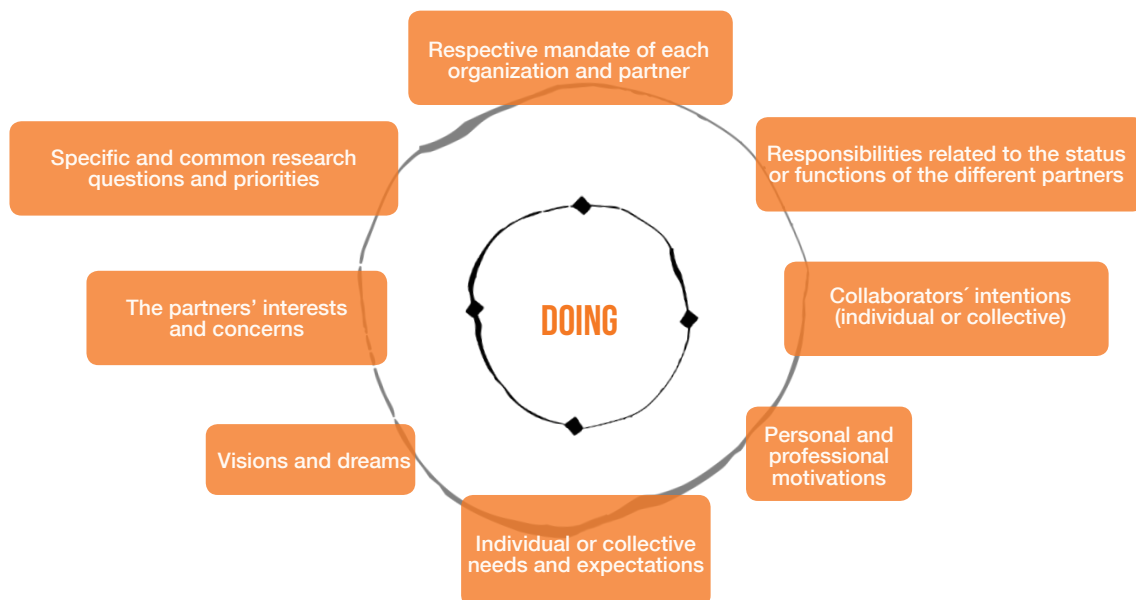 Respective mandate of each
organization and partner
Specific and common research
questions and priorities
Responsibilities related to the status
or functions of the different partners
The partners’ interests
and concerns
DOING
Collaborators´ intentions
(individual or collective)
Visions and dreams
Personal and
professional
motivations
Individual or collective
needs and expectations